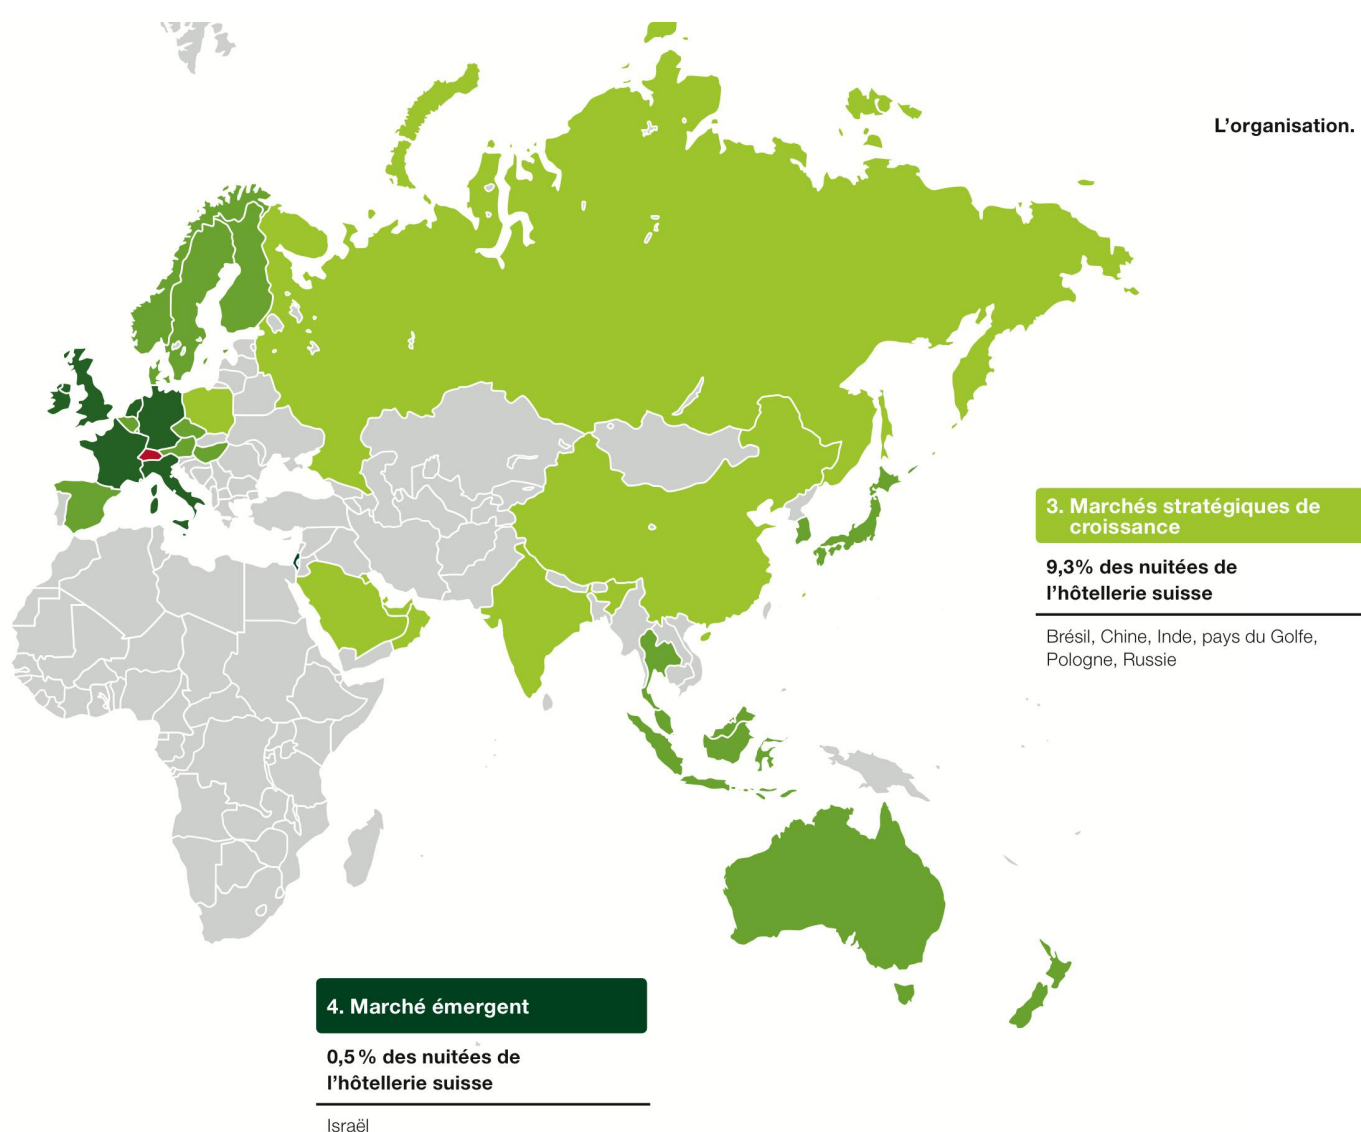 L’organisation.
3. Marchés stratégiques de
croissance
9,3% des nuitées de
l’hôtellerie suisse
Brésil, Chine, Inde, pays du Golfe,
Pologne, Russie
4. Marché émergent
0,5 % des nuitées de
l’hôtellerie suisse
Israël